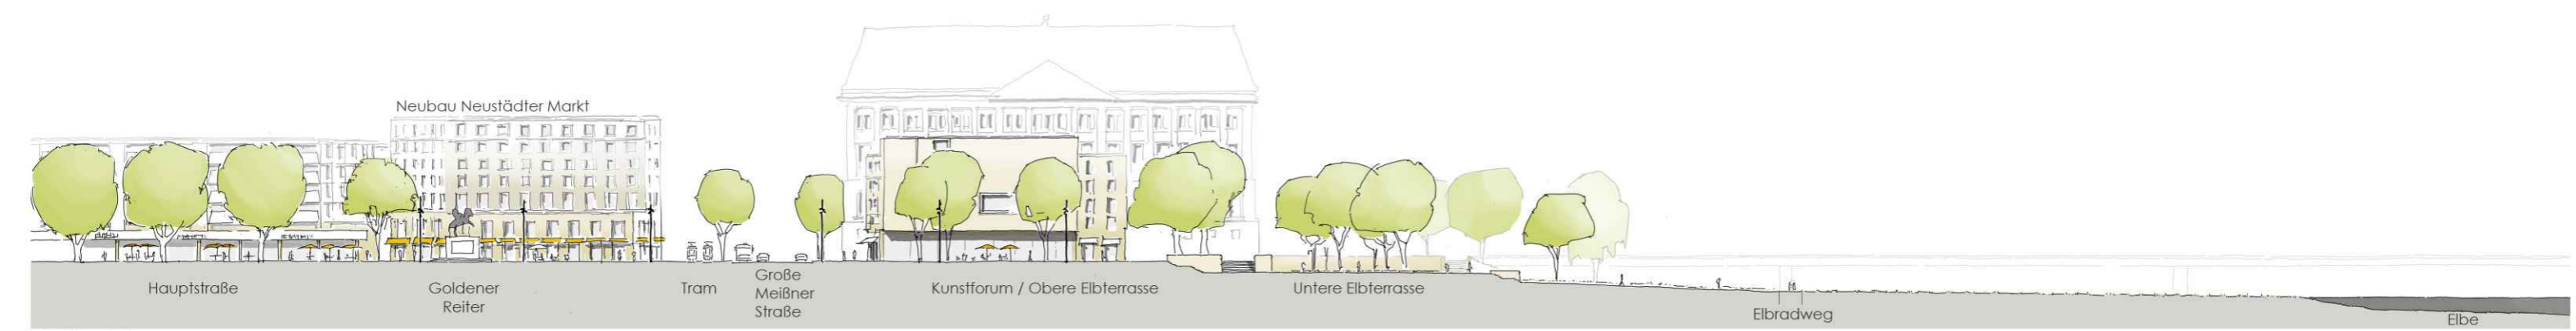 Neubau Neustädter Markt
Hauptstraße
Goldener
Reiter
Tram
Große
Meißner
Straße
Kunstforum / Obere Elbterrasse
Untere Elbterrasse
Elbradweg
Elbe